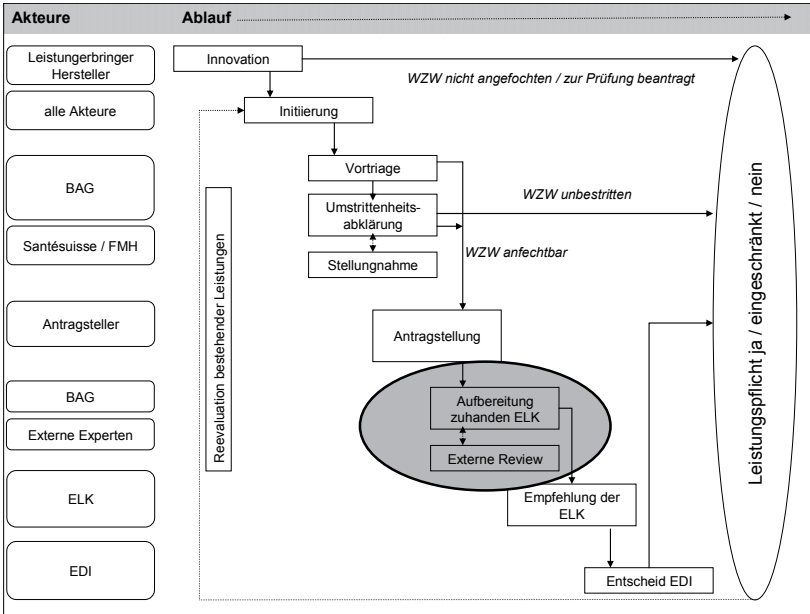 Akteure
Ablauf
Leistungerbringer
Hersteller
Innovation
WZW nicht angefochten / zur Prüfung beantragt
alle Akteure
Initiierung
BAG
Vortriage
Umstrittenheits-
abklärung
WZW unbestritten
Santésuisse / FMH
WZW anfechtbar
Stellungnahme
Reevaluation bestehender Leistungen
Antragsteller
Antragstellung
BAG
Aufbereitung
zuhanden ELK
Externe Experten
Externe Review
ELK
Empfehlung der
ELK
EDI
Entscheid EDI
Leistungspflicht ja / eingeschränkt / nein